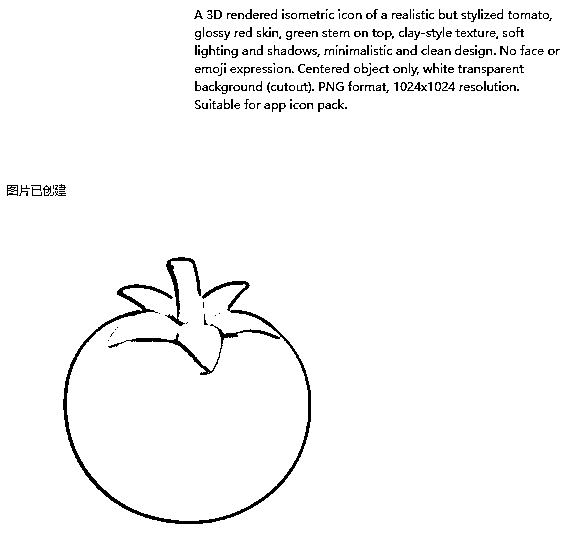 A 3D rendered isometric icon of a realistic but stylized tomato,
glossy red skin, green stem on top, clay-style texture, soft
lighting and shadows, minimalistic and clean design. No face or
emoji expression. Centered object only, white transparent
background (cutout). PNG format, 1024x1024 resolution.
Suitable for app icon pack.
图片已创建